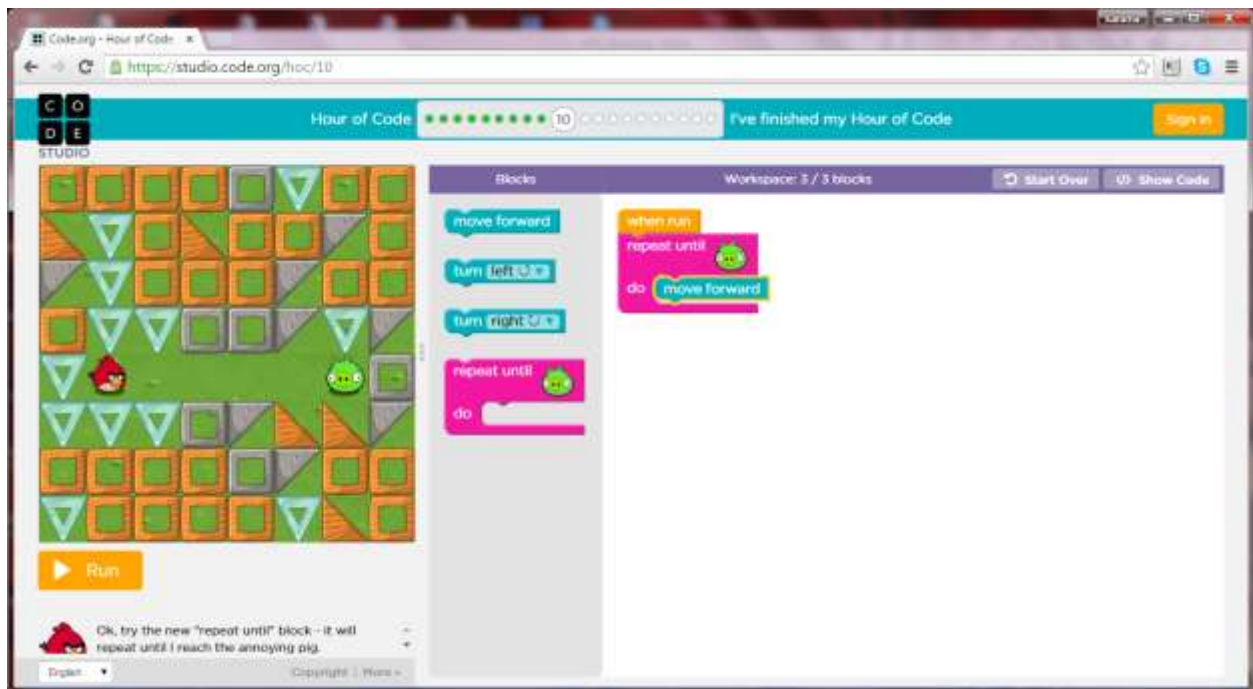 Code.org - Hour of Code
https://studio.code.org/hoc/10
C O
D E
STUDIO
Hour of Code
10
I've finished my Hour of Code
Sign in
Blocks
Workspace: 3 / 3 blocks
Start Over
Show Code
move forward
turn left
turn right
repeat until
do
when run
repeat until
do move forward
Run
Ok, try the new "repeat until" block - it will
repeat until I reach the annoying pig.
English
Copyright | More